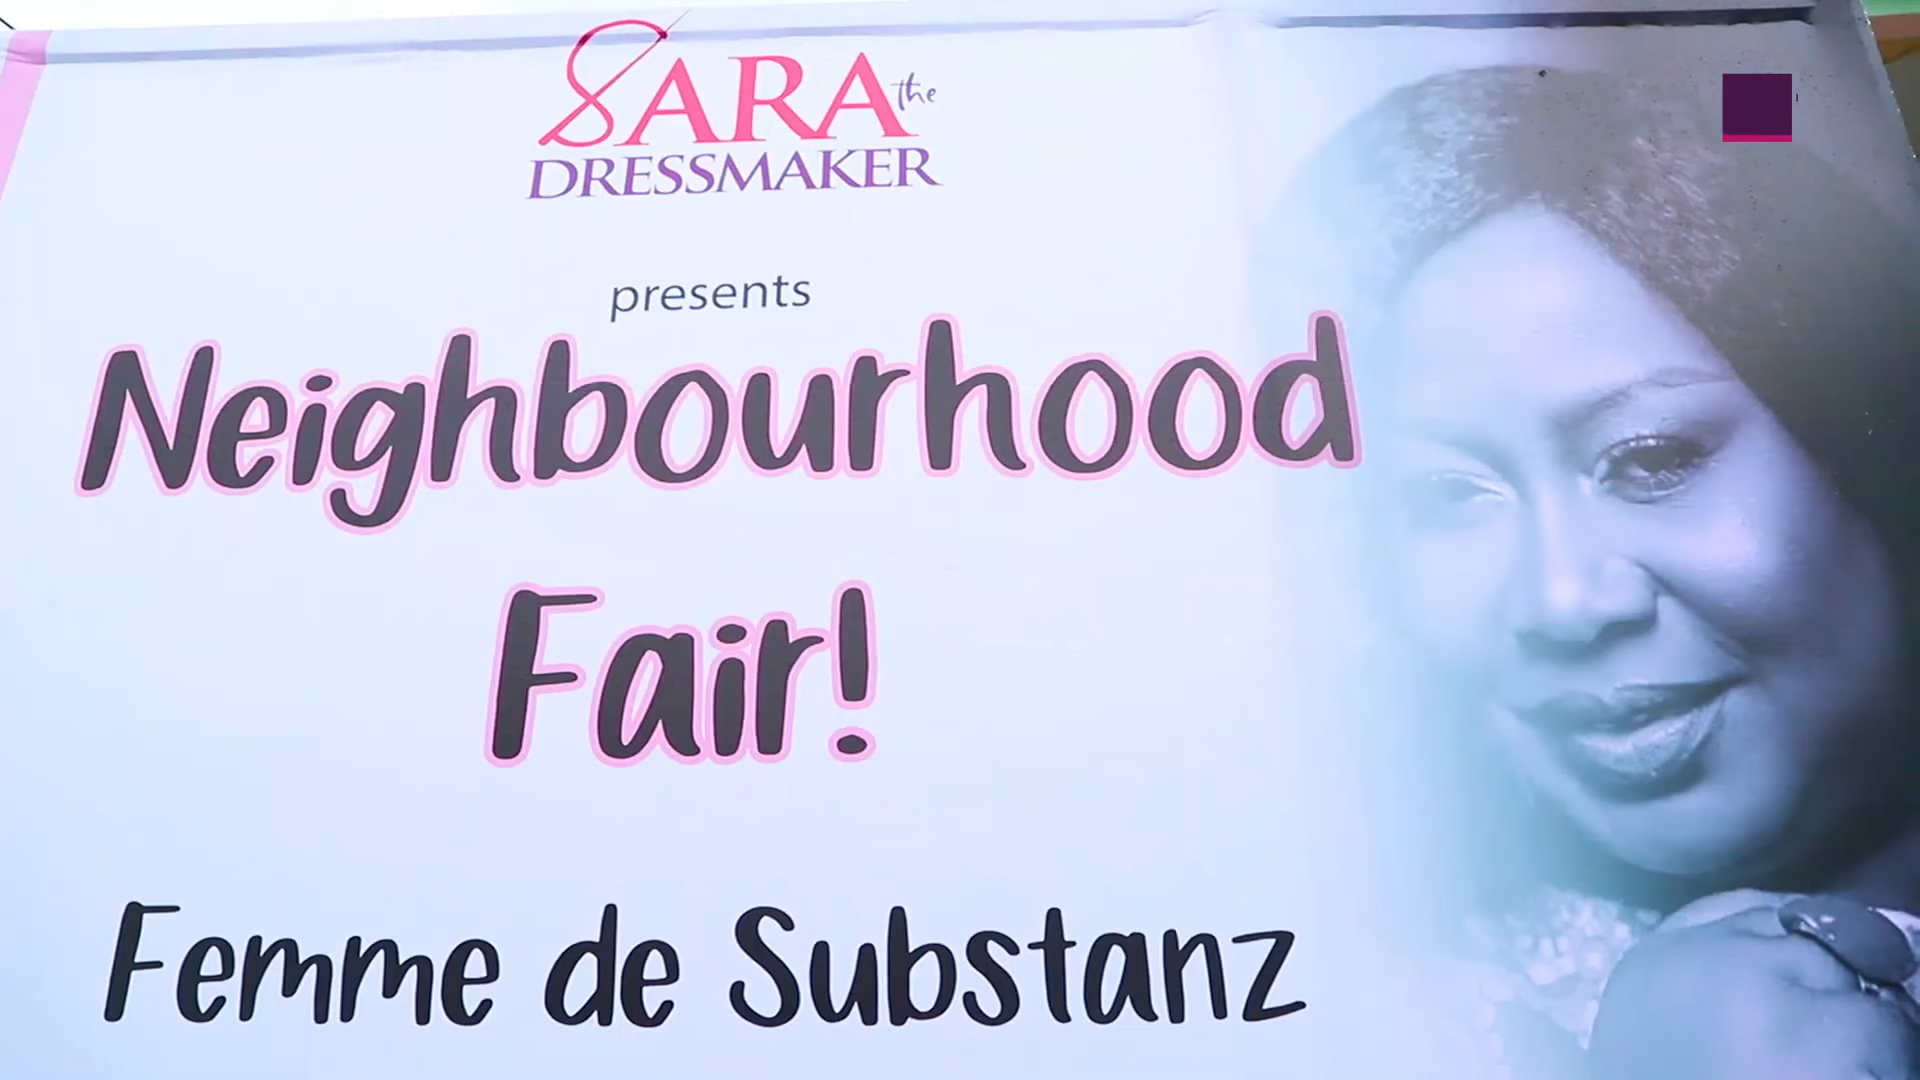 SARA the
DRESSMAKER
presents
Neighbourhood
Fair!
Femme de Substanz